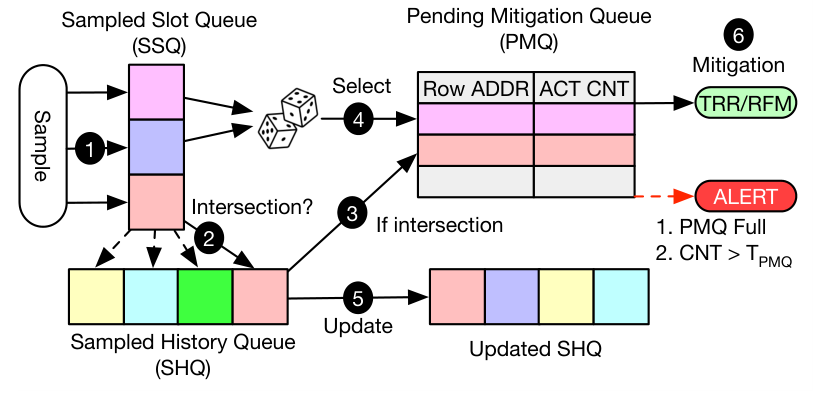 Sampled Slot Queue
(SSQ)
Pending Mitigation Queue
(PMQ)
6
Mitigation
Sample
1
Select
4
Row ADDR
ACT CNT
TRR/RFM
Intersection?
2
3
If intersection
ALERT
1. PMQ Full
2. CNT > TPMQ
5
Update
Sampled History Queue
(SHQ)
Updated SHQ